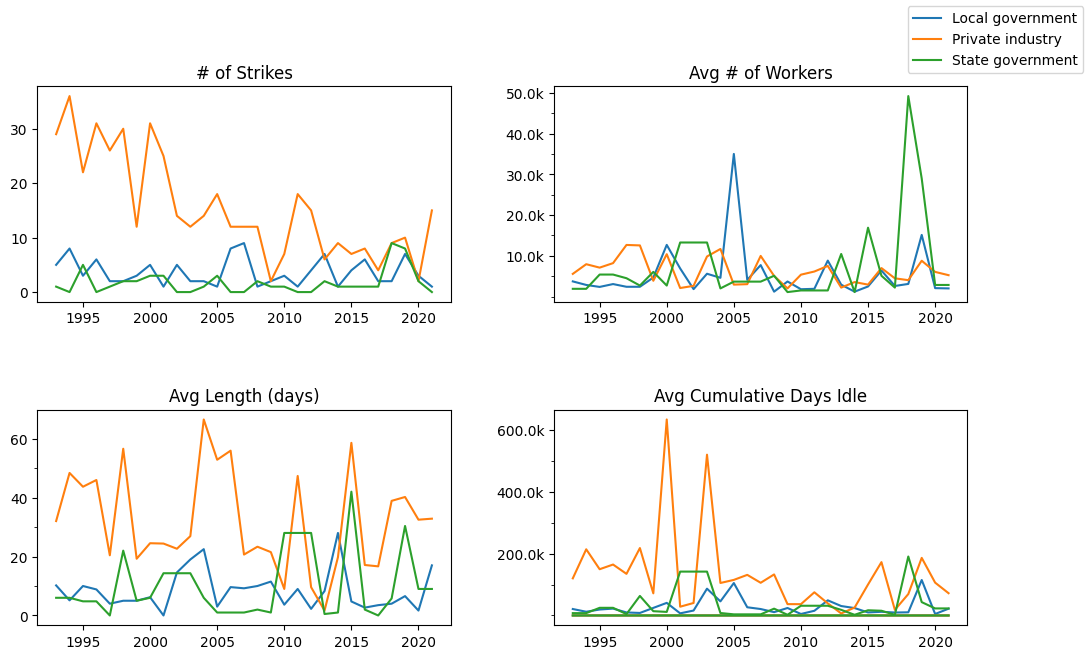 Local government
Private industry
State government
# of Strikes
30
20
10
0
1995 2000 2005 2010 2015 2020
Avg # of Workers
50.0k
40.0k
30.0k
20.0k
10.0k
1995 2000 2005 2010 2015 2020
Avg Length (days)
60
40
20
0
1995 2000 2005 2010 2015 2020
Avg Cumulative Days Idle
600.0k
400.0k
200.0k
1995 2000 2005 2010 2015 2020